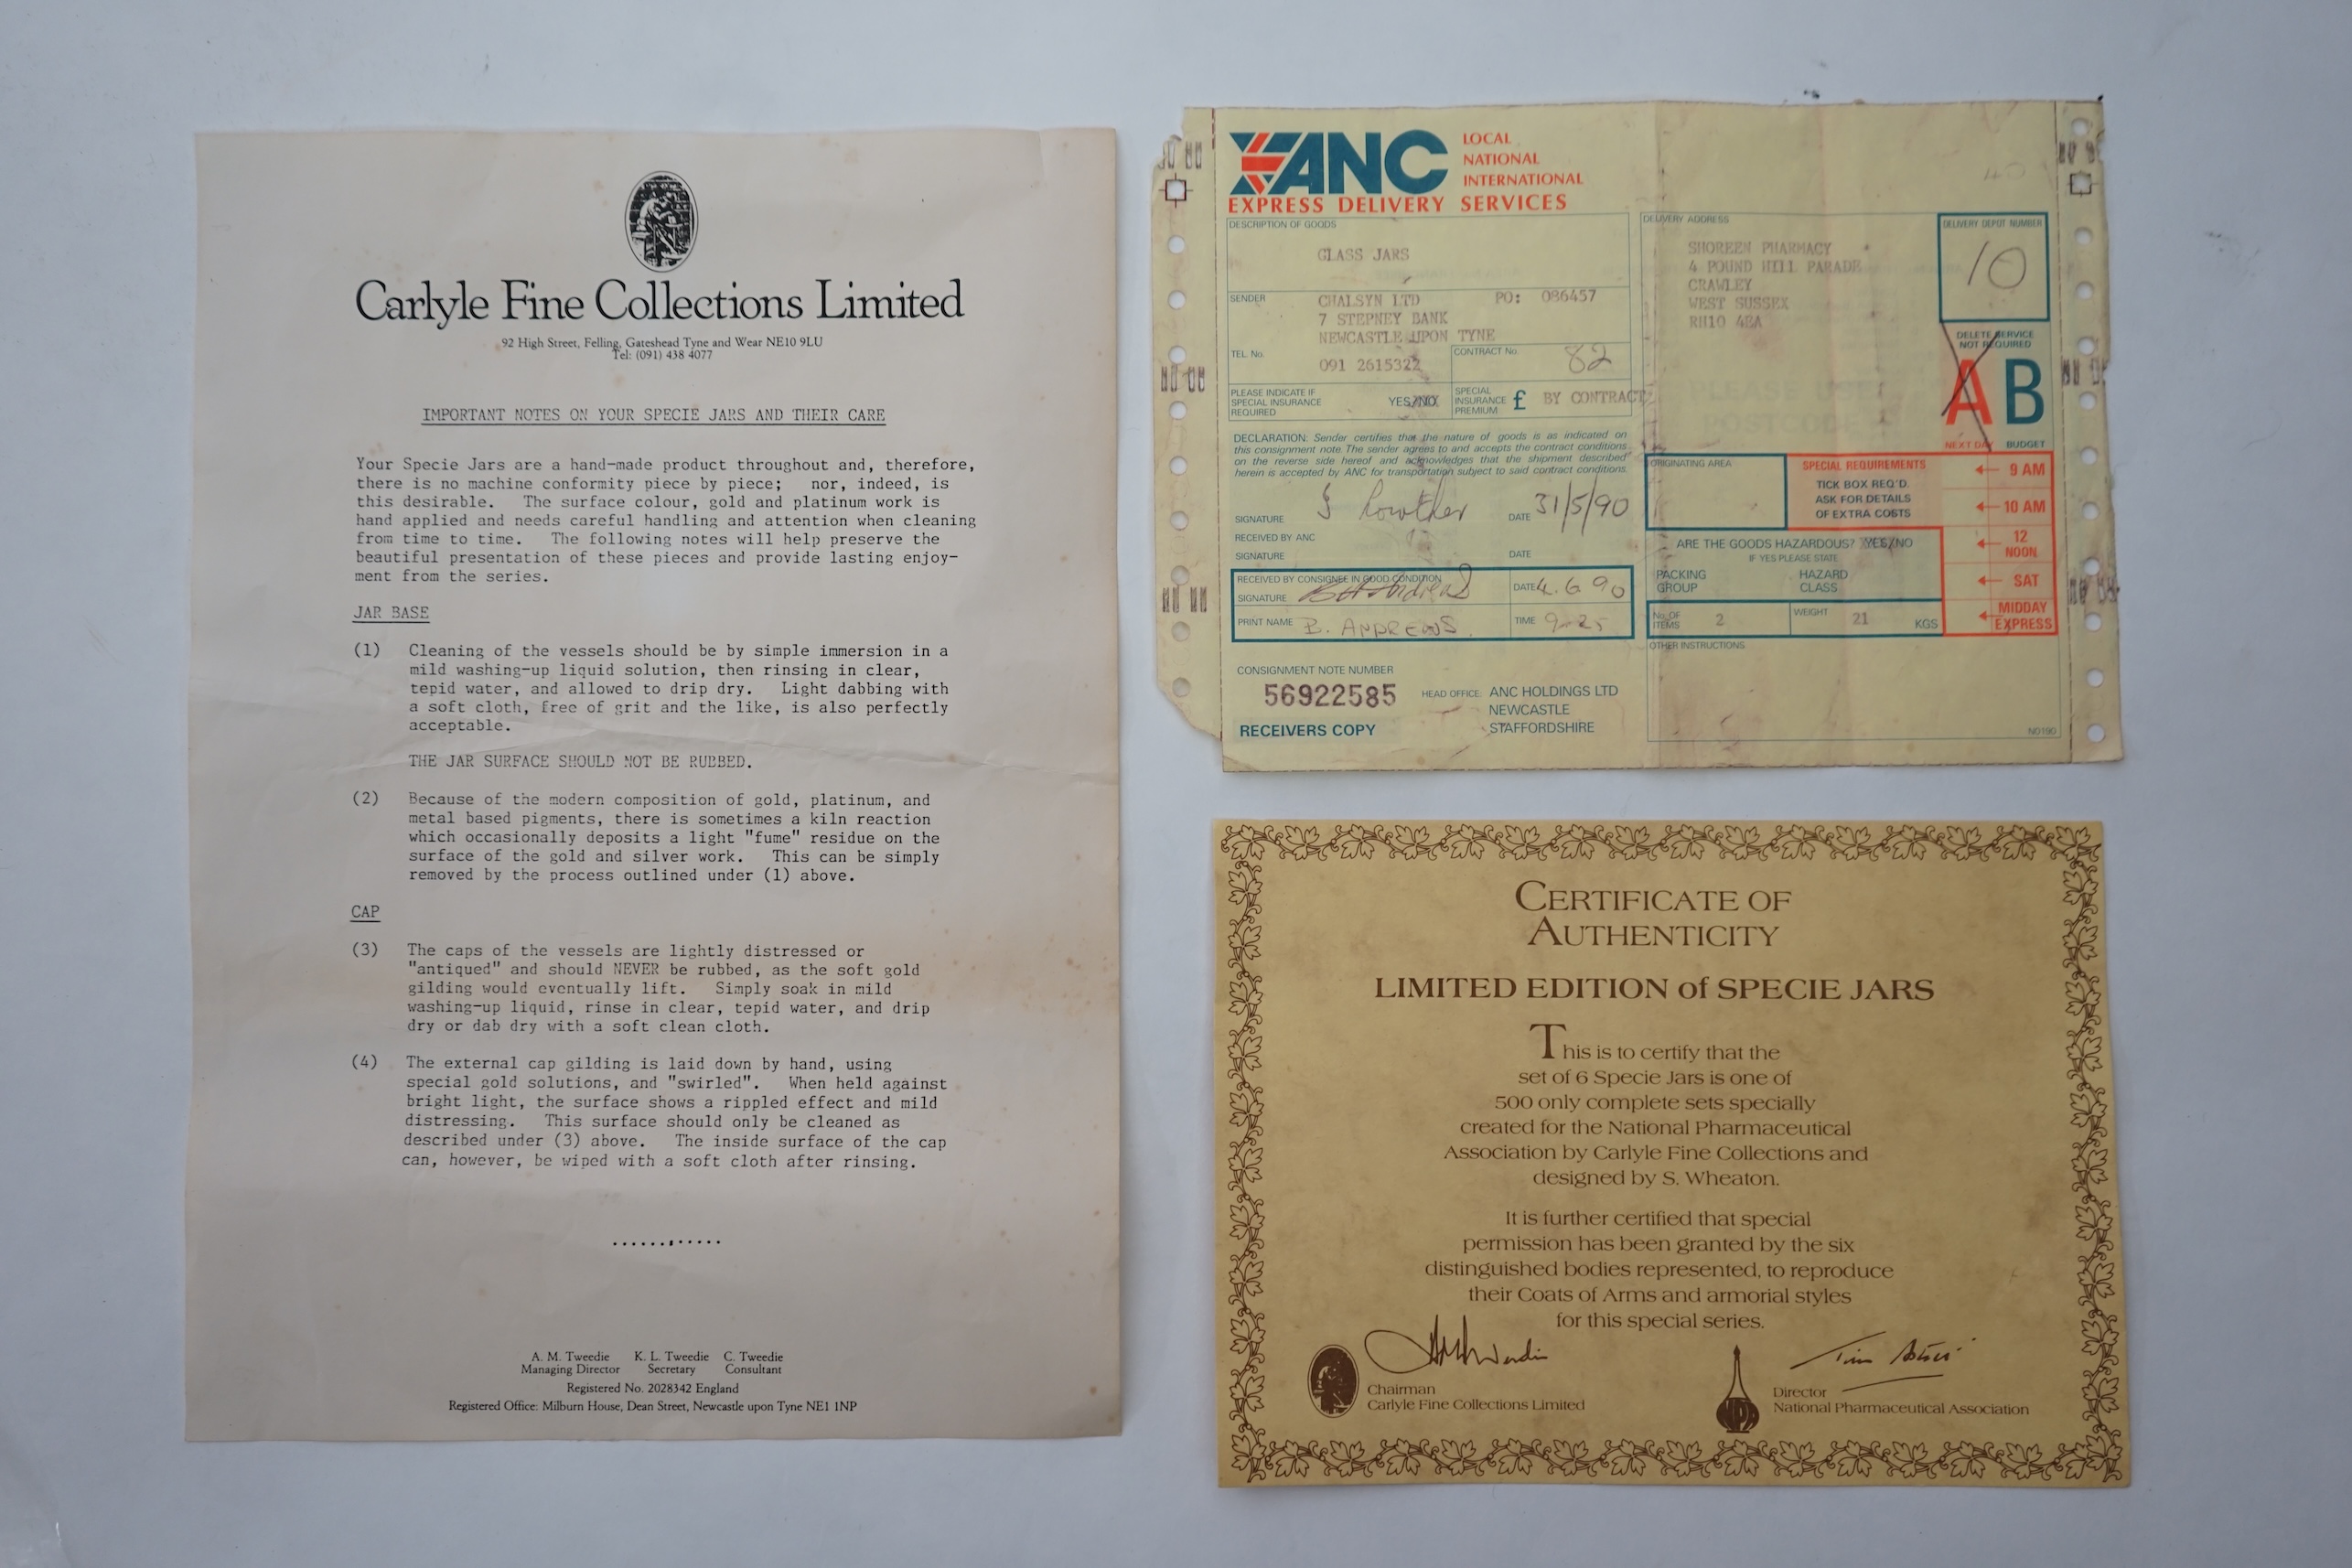 Carlyle Fine Collections Limited
92 High Street, Felling, Gateshead Tyne and Wear NE10 9LU
Tel: (091) 438 4077
IMPORTANT NOTES ON YOUR SPECIE JARS AND THEIR CARE
Your Specie Jars are a hand-made product throughout and, therefore,
there is no machine conformity piece by piece; nor, indeed, is
this desirable. The surface colour, gold and platinum work is
hand applied and needs careful handling and attention when cleaning
from time to time. The following notes will help preserve the
beautiful presentation of these pieces and provide lasting enjoy-
ment from the series.
JAR BASE
(1) Cleaning of the vessels should be by simple immersion in a
mild washing-up liquid solution, then rinsing in clear,
tepid water, and allowed to drip dry. Light dabbing with
a soft cloth, free of grit and the like, is also perfectly
acceptable.
THE JAR SURFACE SHOULD NOT BE RUBBED.
(2) Because of the modern composition of gold, platinum, and
metal based pigments, there is sometimes a kiln reaction
which occasionally deposits a light "fume" residue on the
surface of the gold and silver work. This can be simply
removed by the process outlined under (1) above.
CAP
(3) The caps of the vessels are lightly distressed or
"antiqued" and should NEVER be rubbed, as the soft gold
gilding would eventually lift. Simply soak in mild
washing-up liquid, rinse in clear, tepid water, and drip
dry or dab dry with a soft clean cloth.
(4) The external cap gilding is laid down by hand, using
special gold solutions, and "swirled". When held against
bright light, the surface shows a rippled effect and mild
distressing. This surface should only be cleaned as
described under (3) above. The inside surface of the cap
can, however, be wiped with a soft cloth after rinsing.
A. M. Tweedie K. L. Tweedie C. Tweedie
Managing Director Secretary Consultant
Registered No. 2028342 England
Registered Office: Milburn House, Dean Street, Newcastle upon Tyne NE1 1NP
ANC
LOCAL
NATIONAL
INTERNATIONAL
EXPRESS DELIVERY SERVICES
DESCRIPTION OF GOODS
GLASS JARS
SENDER
CHALSYN LTD PO: 086457
7 STEPNEY BANK
NEWCASTLE UPON TYNE
TEL. No. 091 2615322
CONTRACT No. 82
PLEASE INDICATE IF
SPECIAL INSURANCE
REQUIRED
YES/NO
SPECIAL
INSURANCE
PREMIUM
£ BY CONTRACT
DECLARATION: Sender certifies that the nature of goods is as indicated on
this consignment note. The sender agrees to and accepts the contract conditions
on the reverse side hereof and acknowledges that the shipment described
herein is accepted by ANC for transportation subject to said contract conditions.
SIGNATURE Lowther DATE 31/5/90
RECEIVED BY ANC
SIGNATURE DATE
RECEIVED BY CONSIGNEE IN GOOD CONDITION
SIGNATURE DATE 4.6.90
PRINT NAME B. ANDREWS. TIME 9-25
CONSIGNMENT NOTE NUMBER
56922585
RECEIVERS COPY
HEAD OFFICE: ANC HOLDINGS LTD
NEWCASTLE
STAFFORDSHIRE
DELIVERY ADDRESS
SHOREEN PHARMACY
4 POUND HILL PARADE
CRAWLEY
WEST SUSSEX
RH10 4EA
PLEASE USE
POSTCODE
DELIVERY DEPOT NUMBER
10
DELETE SERVICE
NOT REQUIRED
A B
NEXT DAY BUDGET
ORIGINATING AREA
SPECIAL REQUIREMENTS
TICK BOX REQ'D.
ASK FOR DETAILS
OF EXTRA COSTS
9 AM
10 AM
12
NOON
SAT
MIDDAY
EXPRESS
ARE THE GOODS HAZARDOUS? YES/NO
IF YES PLEASE STATE
PACKING
GROUP
HAZARD
CLASS
No. OF
ITEMS 2
WEIGHT 21 KGS
OTHER INSTRUCTIONS
CERTIFICATE OF
AUTHENTICITY
LIMITED EDITION of SPECIE JARS
This is to certify that the
set of 6 Specie Jars is one of
500 only complete sets specially
created for the National Pharmaceutical
Association by Carlyle Fine Collections and
designed by S. Wheaton.
It is further certified that special
permission has been granted by the six
distinguished bodies represented, to reproduce
their Coats of Arms and armorial styles
for this special series.
Chairman
Carlyle Fine Collections Limited
NPA
Director
National Pharmaceutical Association